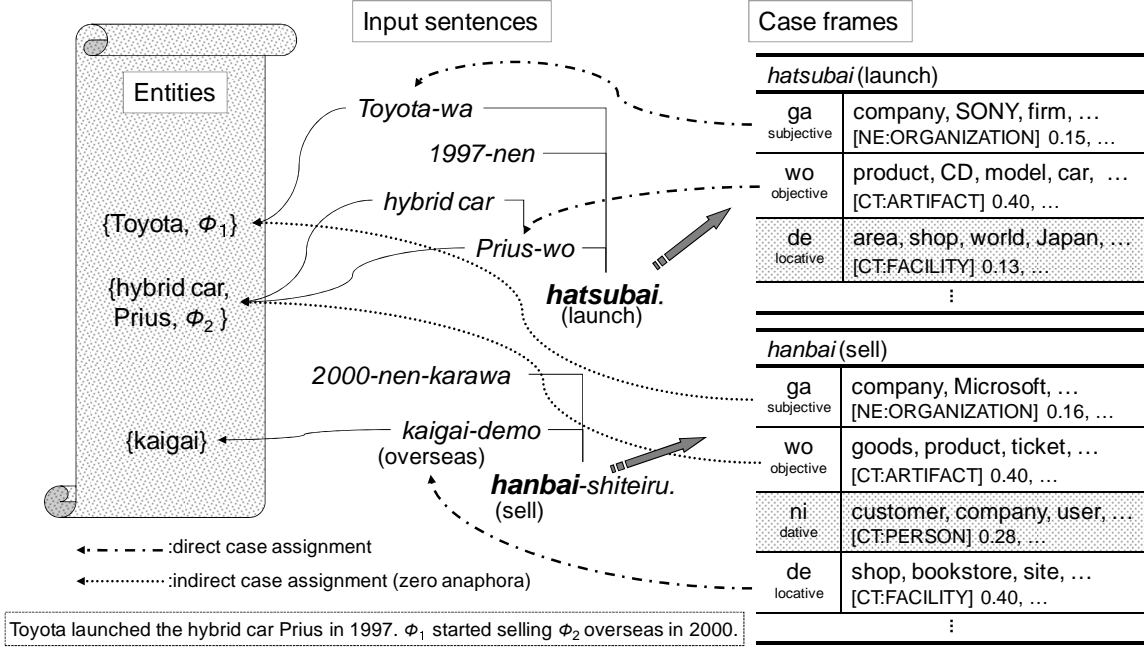 Input sentences
Case frames
Entities
{Toyota, Φ1}
{hybrid car,
Prius, Φ2 }
{kaigai}
Toyota-wa
1997-nen
hybrid car
Prius-wo
hatsubai.
(launch)
2000-nen-karawa
kaigai-demo
(overseas)
hanbai-shiteiru.
(sell)
hatsubai (launch)
ga
subjective
company, SONY, firm, …
[NE:ORGANIZATION] 0.15, …
wo
objective
product, CD, model, car, …
[CT:ARTIFACT] 0.40, …
de
locative
area, shop, world, Japan, …
[CT:FACILITY] 0.13, …
⋮
hanbai (sell)
ga
subjective
company, Microsoft, …
[NE:ORGANIZATION] 0.16, …
wo
objective
goods, product, ticket, …
[CT:ARTIFACT] 0.40, …
ni
dative
customer, company, user, …
[CT:PERSON] 0.28, …
de
locative
shop, bookstore, site, …
[CT:FACILITY] 0.40, …
⋮
:direct case assignment
:indirect case assignment (zero anaphora)
Toyota launched the hybrid car Prius in 1997. Φ1 started selling Φ2 overseas in 2000.